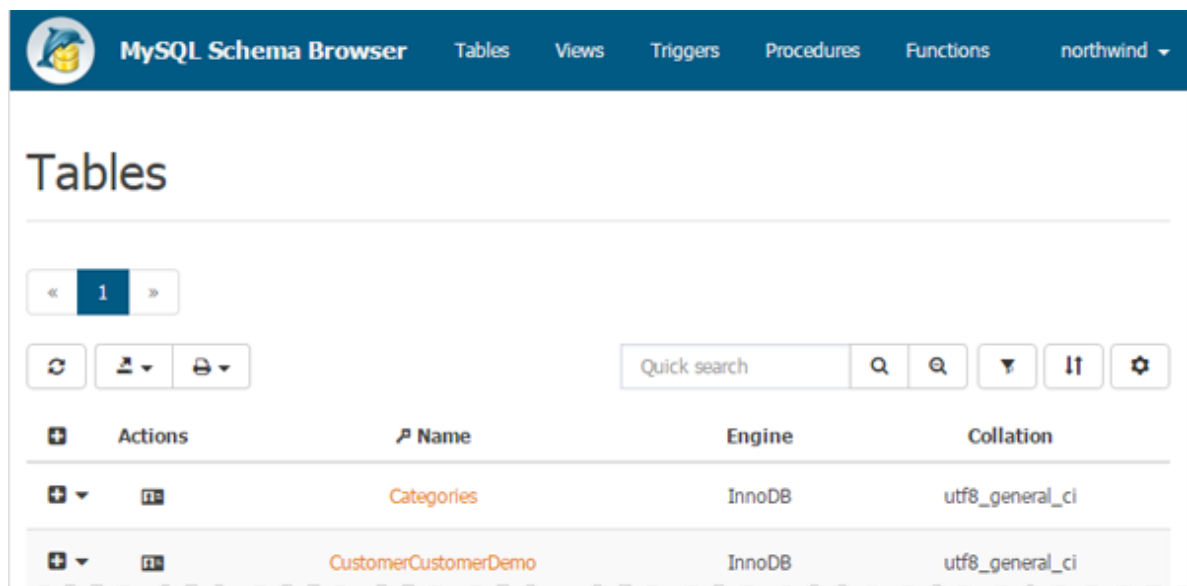 MySQL Schema Browser Tables Views Triggers Procedures Functions northwind
Tables
« 1 »
Quick search
Actions Name Engine Collation
Categories InnoDB utf8_general_ci
CustomerCustomerDemo InnoDB utf8_general_ci